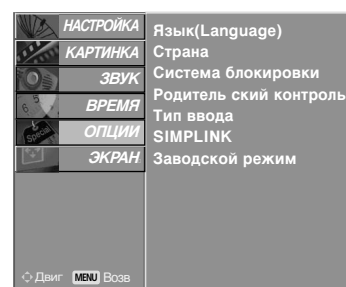 НАСТРОЙКА
КАРТИНКА
ЗВУК
ВРЕМЯ
ОПЦИИ
ЭКРАН
Язык(Language)
Страна
Система блокировки
Родитель ский контроль
Тип ввода
SIMPLINK
Заводской режим
Special
Двиг MENU Возв